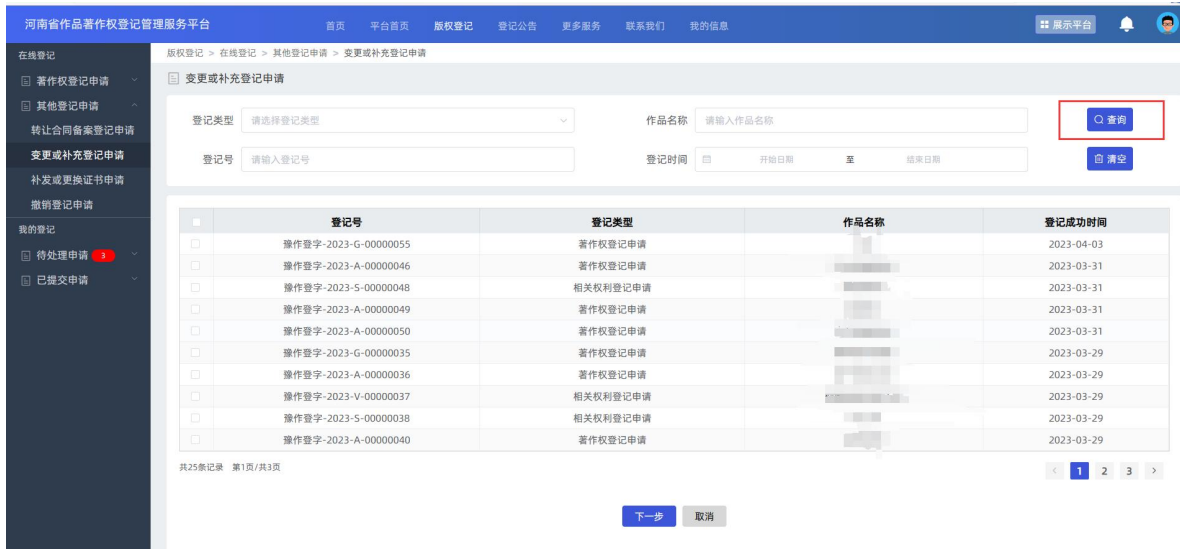 河南省作品著作权登记管理服务平台 首页 平台首页 版权登记 登记公告 更多服务 联系我们 我的信息 展示平台
在线登记
著作权登记申请
其他登记申请
转让合同备案登记申请
变更或补充登记申请
补发或更换证书申请
撤销登记申请
我的登记
待处理申请 3
已提交申请
版权登记 > 在线登记 > 其他登记申请 > 变更或补充登记申请
变更或补充登记申请
登记类型 请选择登记类型 作品名称 请输入作品名称 查询
登记号 请输入登记号 登记时间 开始日期 至 结束日期 清空
登记号 登记类型 作品名称 登记成功时间
豫作登字-2023-G-00000055 著作权登记申请 2023-04-03
豫作登字-2023-A-00000046 著作权登记申请 2023-03-31
豫作登字-2023-S-00000048 相关权利登记申请 2023-03-31
豫作登字-2023-A-00000049 著作权登记申请 2023-03-31
豫作登字-2023-A-00000050 著作权登记申请 2023-03-31
豫作登字-2023-G-00000035 著作权登记申请 2023-03-29
豫作登字-2023-A-00000036 著作权登记申请 2023-03-29
豫作登字-2023-V-00000037 相关权利登记申请 2023-03-29
豫作登字-2023-S-00000038 相关权利登记申请 2023-03-29
豫作登字-2023-A-00000040 著作权登记申请 2023-03-29
共25条记录 第1页/共3页 < 1 2 3 >
下一步 取消